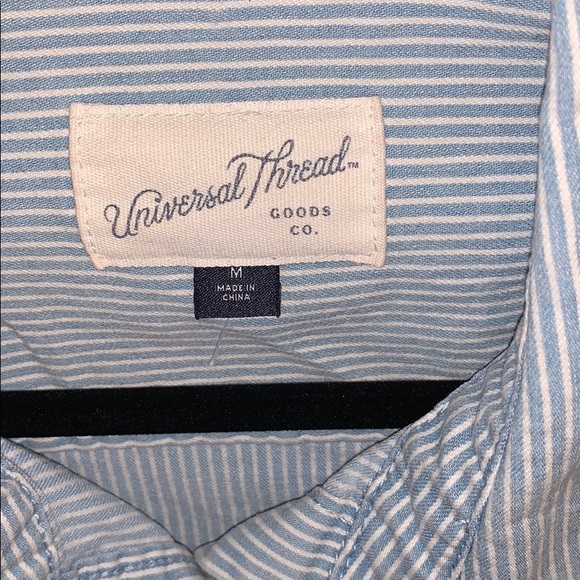 Universal Thread™
GOODS
CO.
M
MADE IN
CHINA